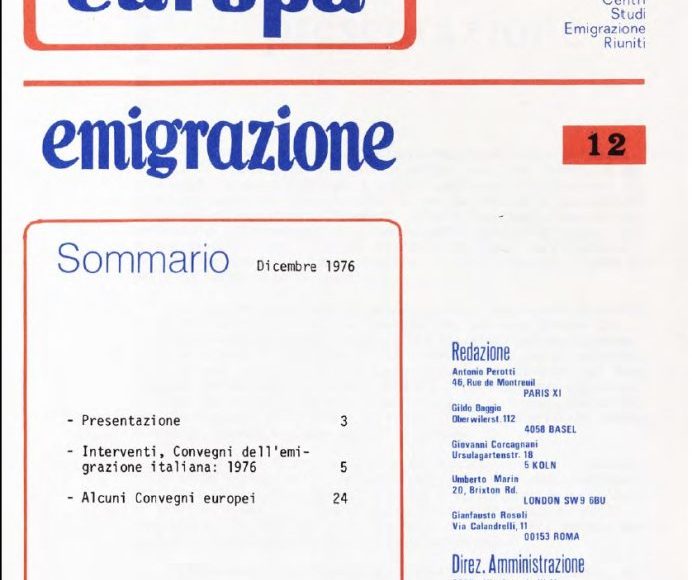 europa
Centri
Studi
Emigrazione
Riuniti
emigrazione
12
Sommario Dicembre 1976
- Presentazione 3
- Interventi, Convegni dell'emi-
grazione italiana: 1976 5
- Alcuni Convegni europei 24
Redazione
Antonio Perotti
46, Rue de Montreuil
PARIS XI
Gildo Baggio
Oberwilerst. 112
4058 BASEL
Giovanni Corcagnani
Ursulagartenstr. 18
5 KOLN
Umberto Marin
20, Brixton Rd.
LONDON SW9 6BU
Gianfausto Rosoli
Via Calandrelli, 11
00153 ROMA
Direz. Amministrazione